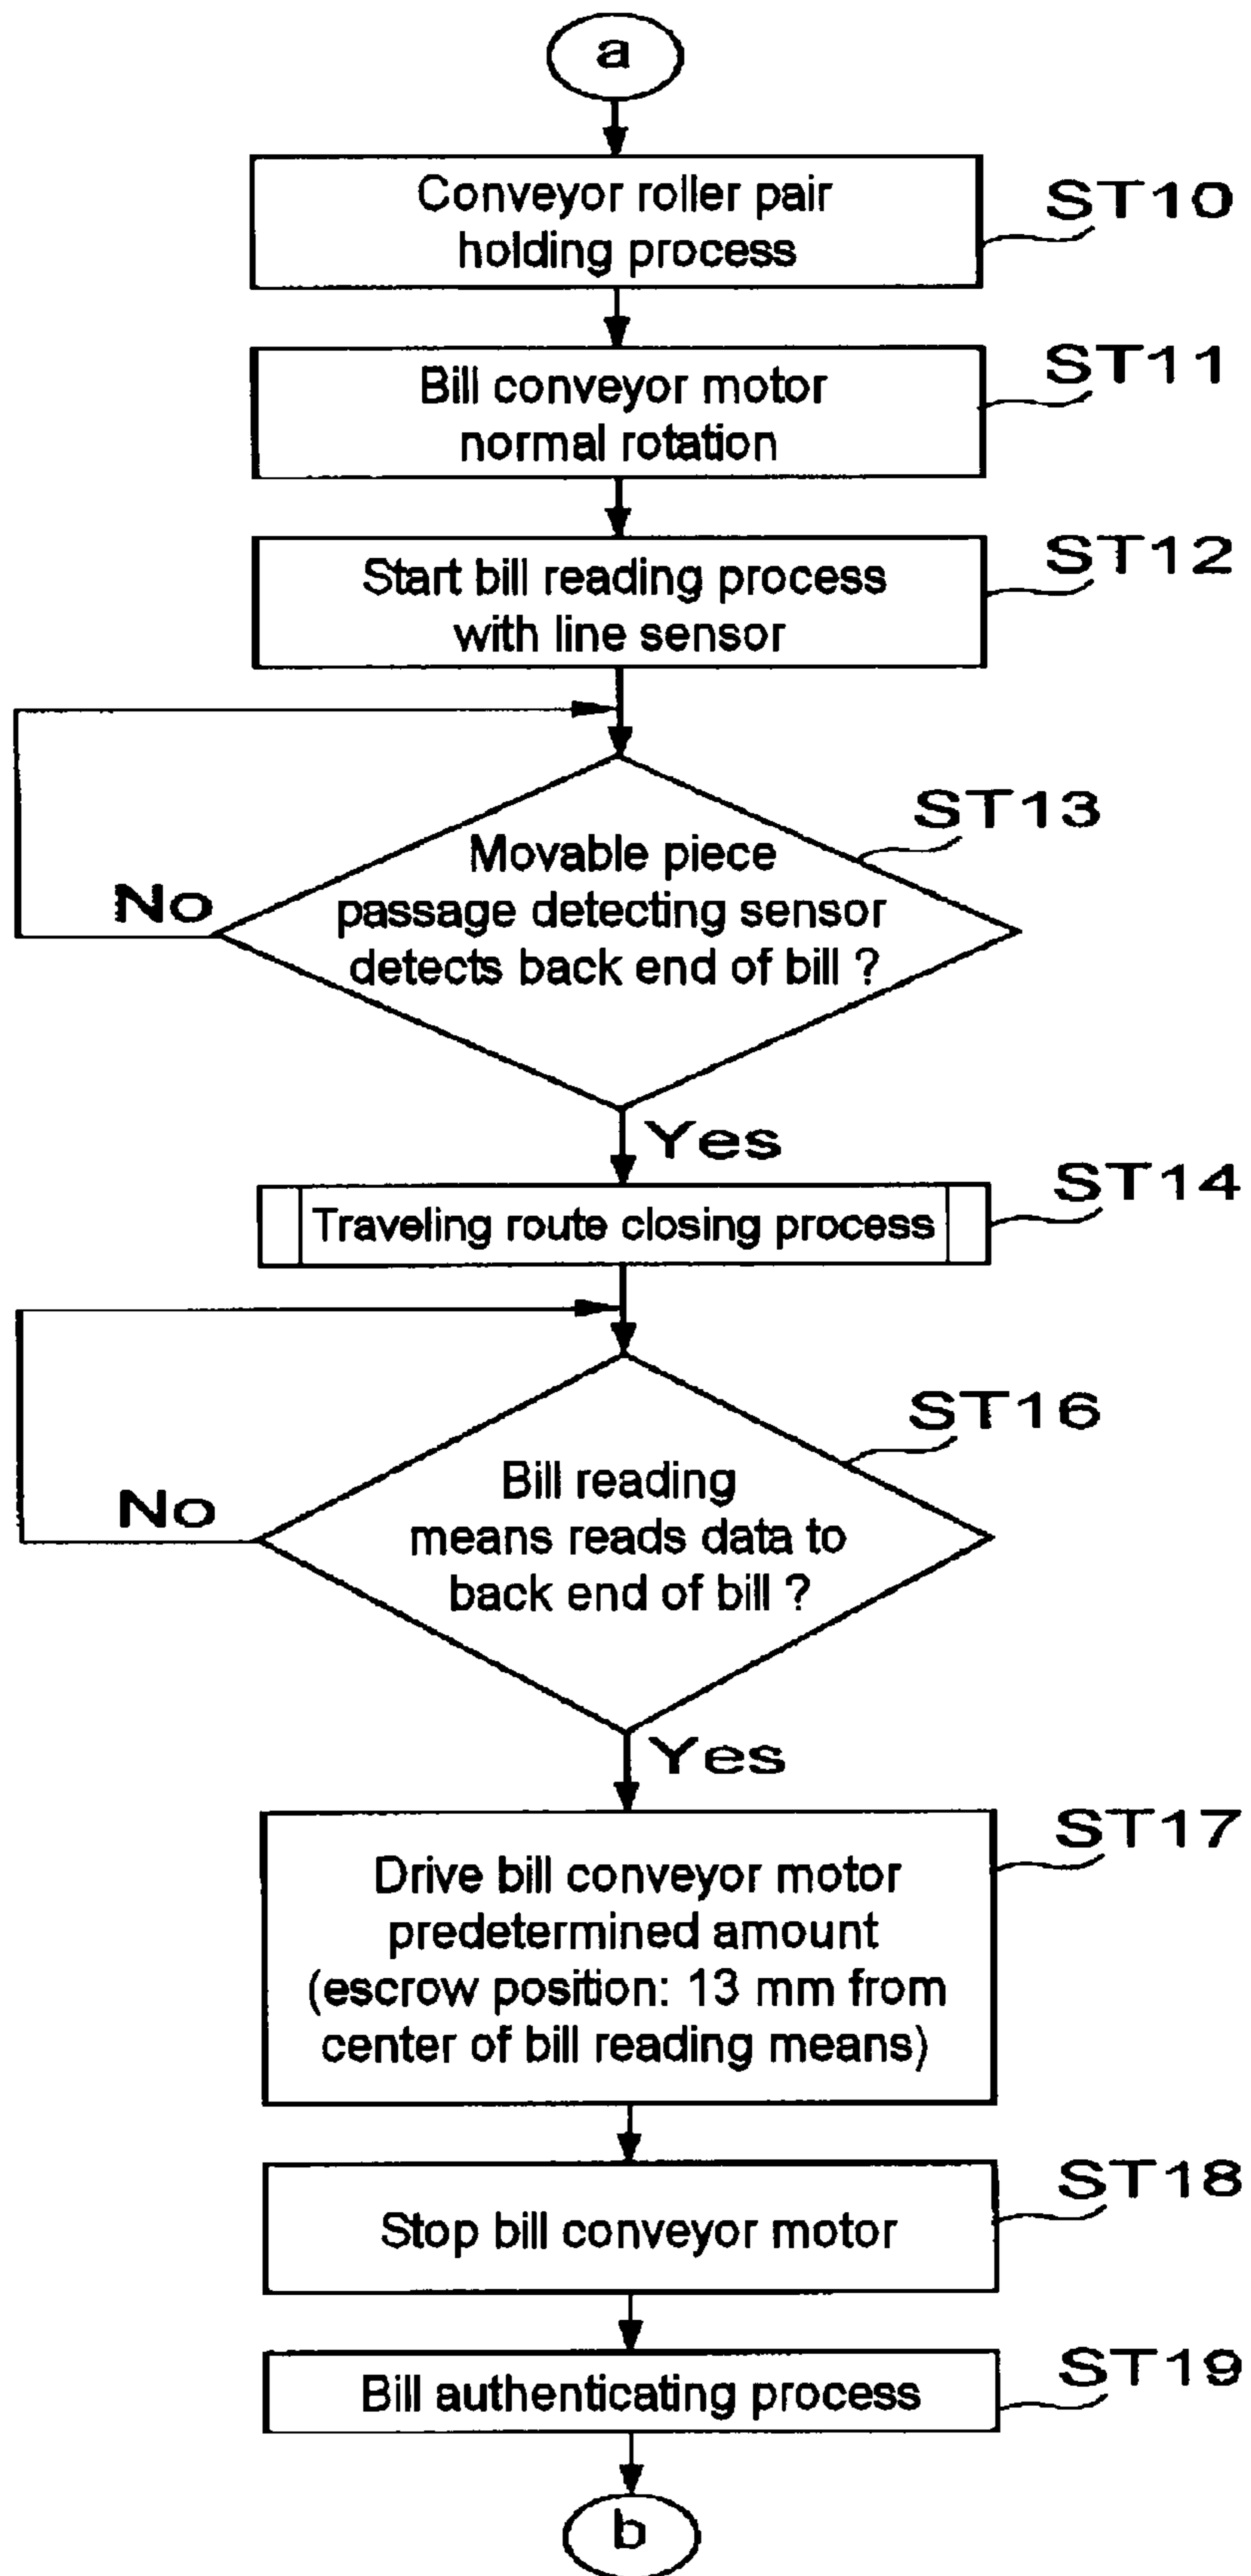 a
Conveyor roller pair
holding process
ST10
Bill conveyor motor
normal rotation
ST11
Start bill reading process
with line sensor
ST12
Movable piece
passage detecting sensor
detects back end of bill ?
ST13
No
Yes
Traveling route closing process
ST14
Bill reading
means reads data to
back end of bill ?
ST16
No
Yes
Drive bill conveyor motor
predetermined amount
(escrow position: 13 mm from
center of bill reading means)
ST17
Stop bill conveyor motor
ST18
Bill authenticating process
ST19
b